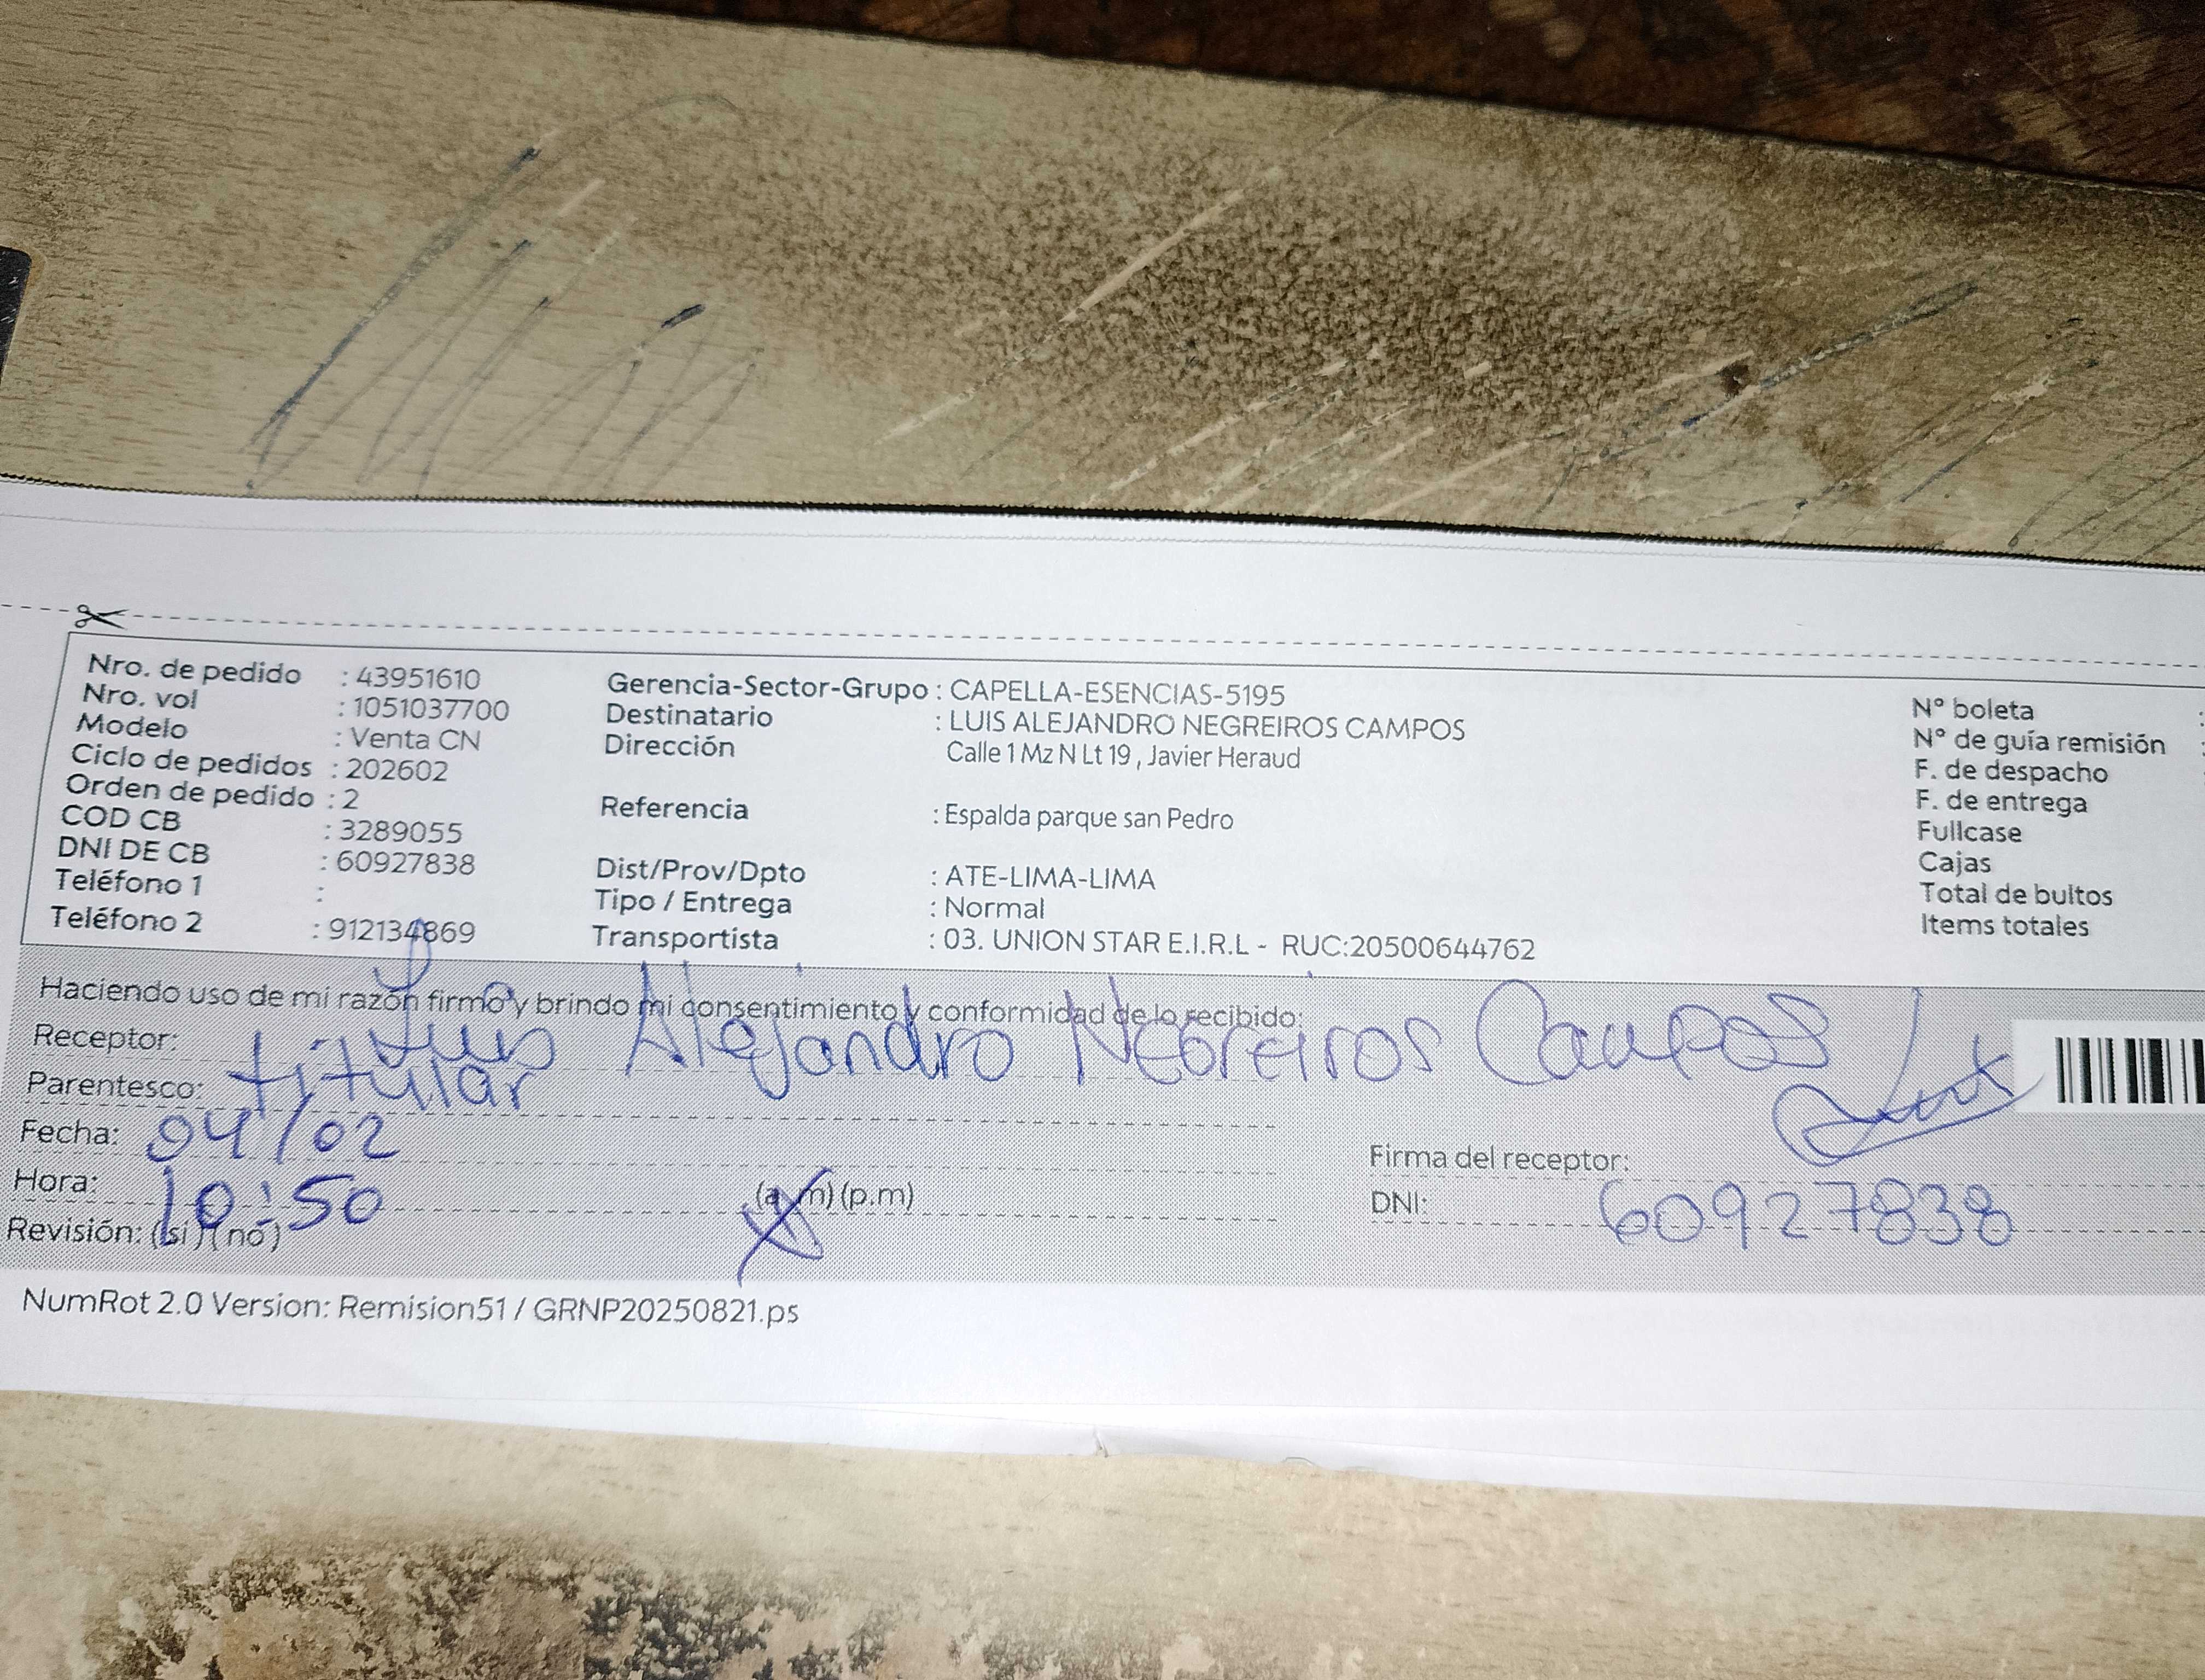 Nro. de pedido : 43951610
Nro. vol : 1051037700
Modelo : Venta CN
Ciclo de pedidos : 202602
Orden de pedido : 2
COD CB : 3289055
DNI DE CB : 60927838
Teléfono 1 :
Teléfono 2 : 912134869
Gerencia-Sector-Grupo : CAPELLA-ESENCIAS-5195
Destinatario : LUIS ALEJANDRO NEGREIROS CAMPOS
Dirección Calle 1 Mz N Lt 19 , Javier Heraud
Referencia : Espalda parque san Pedro
Dist/Prov/Dpto : ATE-LIMA-LIMA
Tipo / Entrega : Normal
Transportista : 03. UNION STAR E.I.R.L - RUC:20500644762
N° boleta :
N° de guía remisión :
F. de despacho
F. de entrega
Fullcase
Cajas
Total de bultos
Items totales
Haciendo uso de mi razón firmo y brindo mi consentimiento y conformidad de lo recibido:
Receptor: Luis Alejandro Negreiros Campos
Parentesco: titular
Fecha: 04/02
Hora: 10:50 (a.m) (p.m)
Revisión: (si) (no)
Firma del receptor:
DNI: 60927838
NumRot 2.0 Version: Remision51 / GRNP20250821.ps